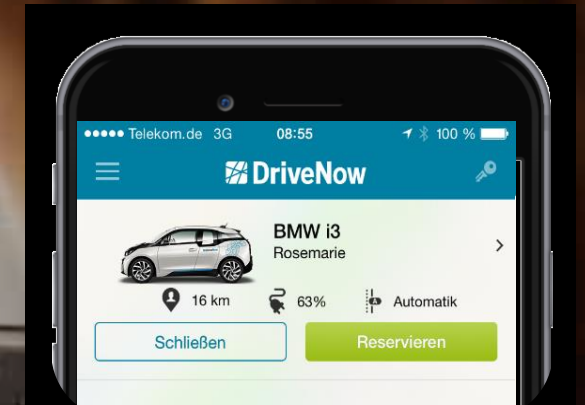 Telekom.de 3G 08:55 100 %
DriveNow
BMW i3
Rosemarie
16 km 63% A Automatik
Schließen Reservieren